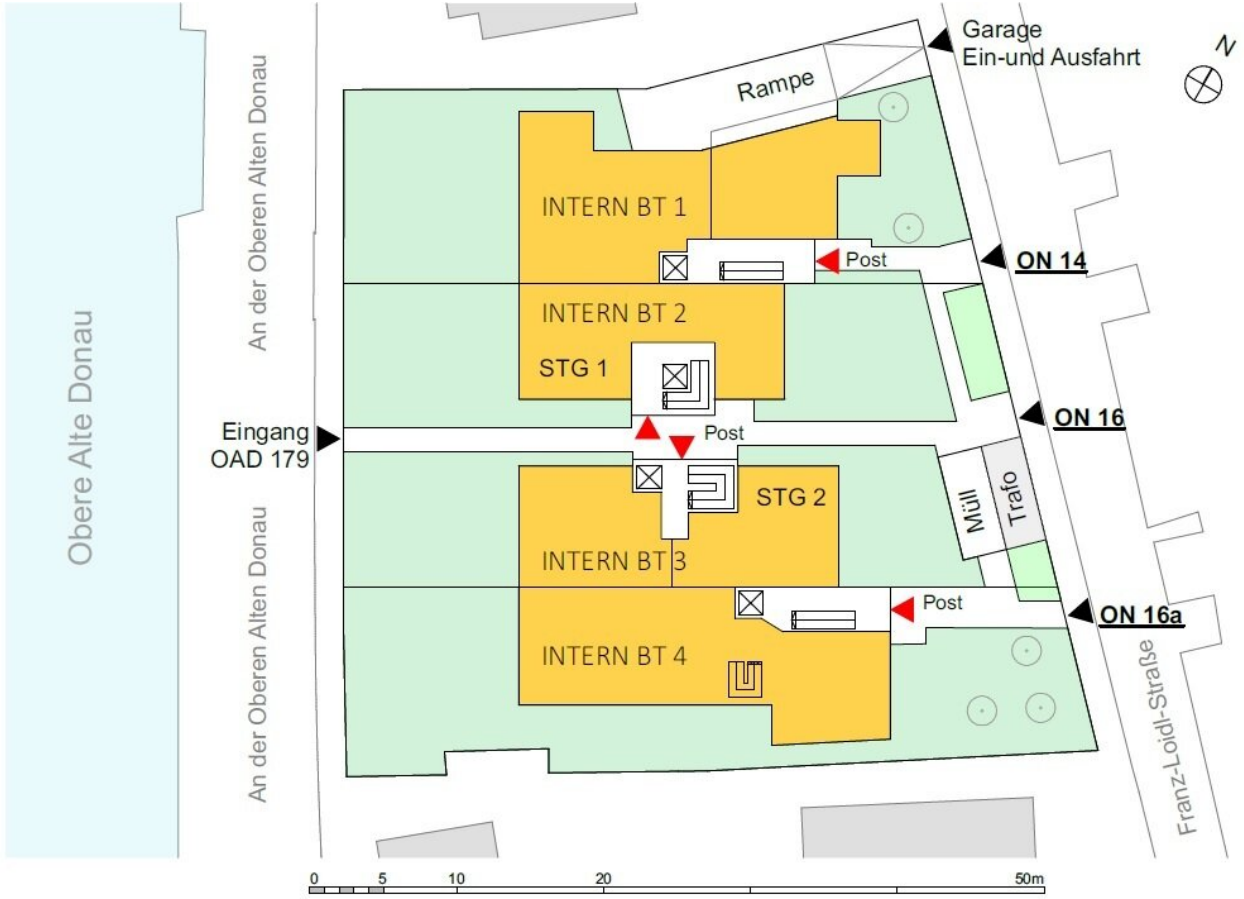 Garage
Ein-und Ausfahrt
N
Rampe
An der Oberen Alten Donau
INTERN BT 1
Post
ON 14
INTERN BT 2
STG 1
Obere Alte Donau
Eingang
OAD 179
Post
ON 16
STG 2
Müll
Trafo
An der Oberen Alten Donau
INTERN BT 3
Post
ON 16a
INTERN BT 4
Franz-Loidl-Straße
0 5 10 20 50m